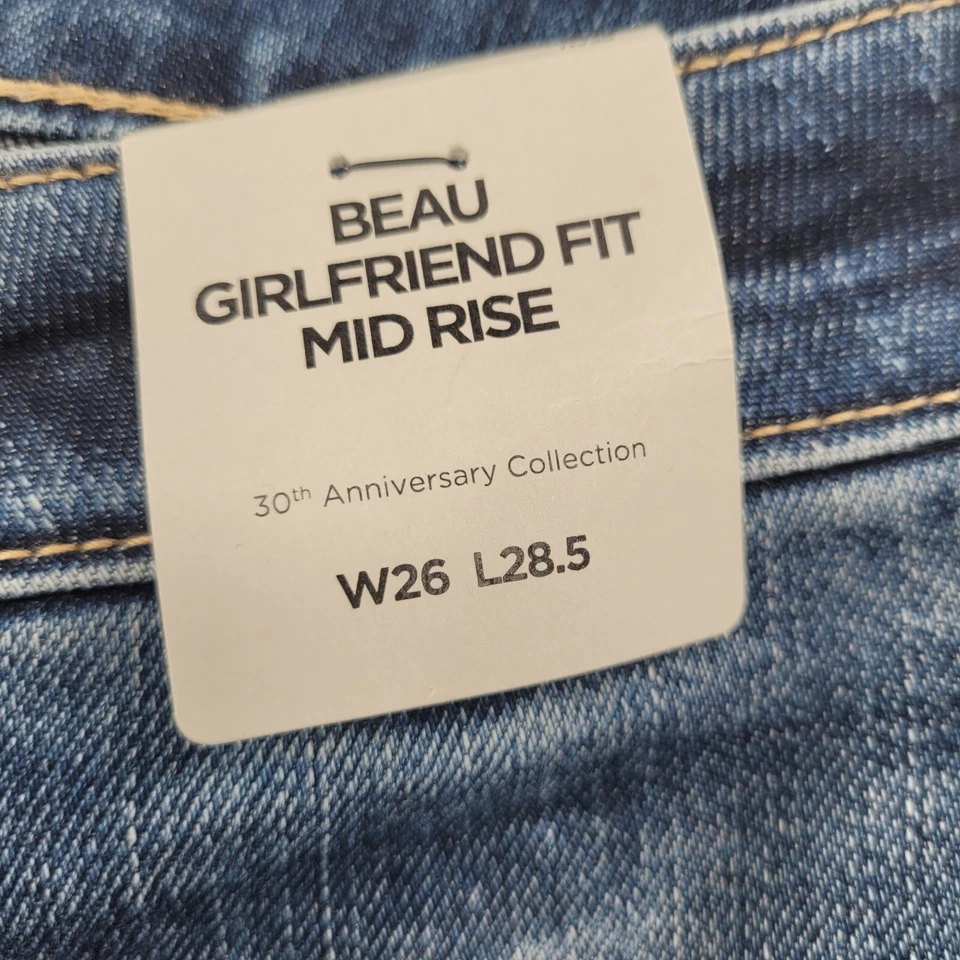 BEAU
GIRLFRIEND FIT
MID RISE
30th Anniversary Collection
W26 L28.5